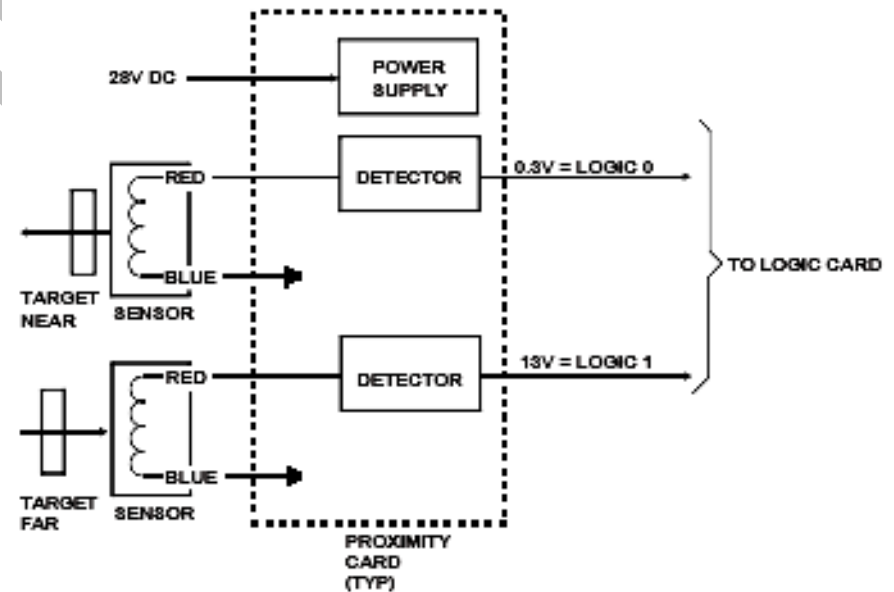 28V DC
POWER
SUPPLY
RED
DETECTOR
0.3V = LOGIC 0
BLUE
TARGET
NEAR
SENSOR
TO LOGIC CARD
RED
DETECTOR
13V = LOGIC 1
BLUE
TARGET
FAR
SENSOR
PROXIMITY
CARD
(TYP)